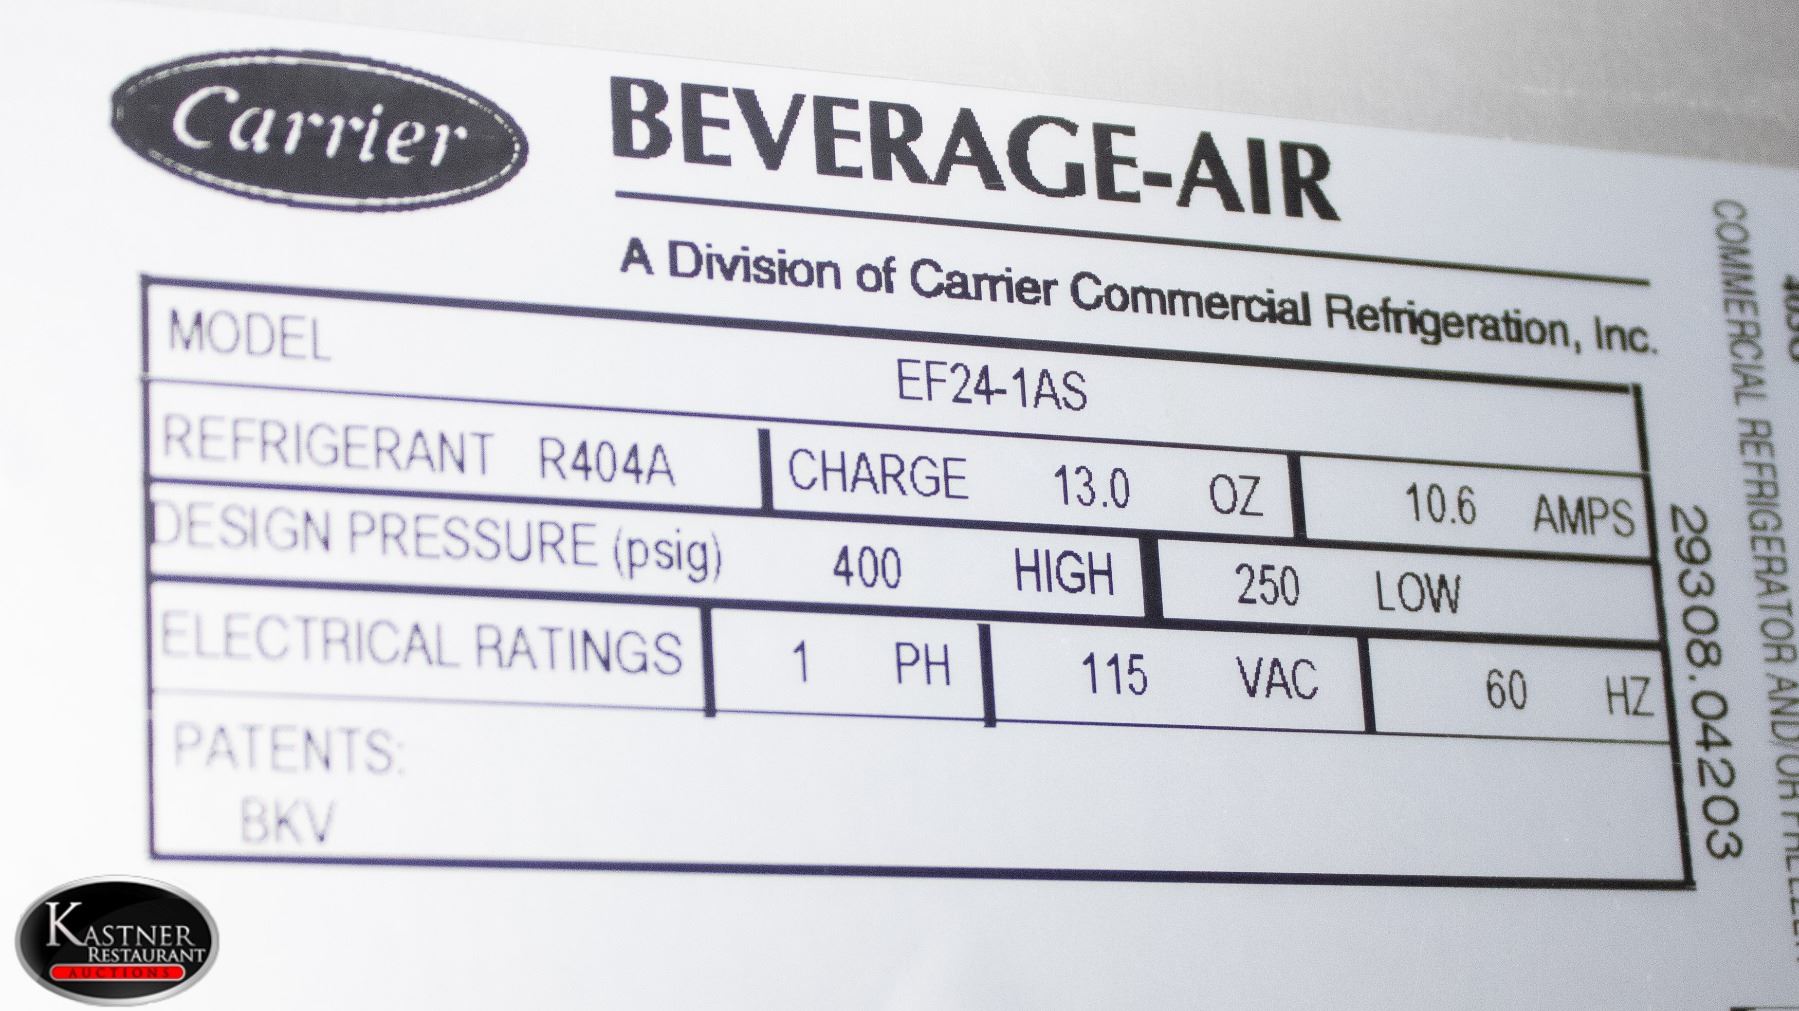 Carrier
BEVERAGE-AIR
A Division of Carrier Commercial Refrigeration, Inc.
MODEL EF24-1AS
REFRIGERANT R404A CHARGE 13.0 OZ 10.6 AMPS
DESIGN PRESSURE (psig) 400 HIGH 250 LOW
ELECTRICAL RATINGS 1 PH 115 VAC 60 HZ
PATENTS:
BKV
29308.04203
COMMERCIAL REFRIGERATOR AND/OR
KASTNER
RESTAURANT
AUCTIONS